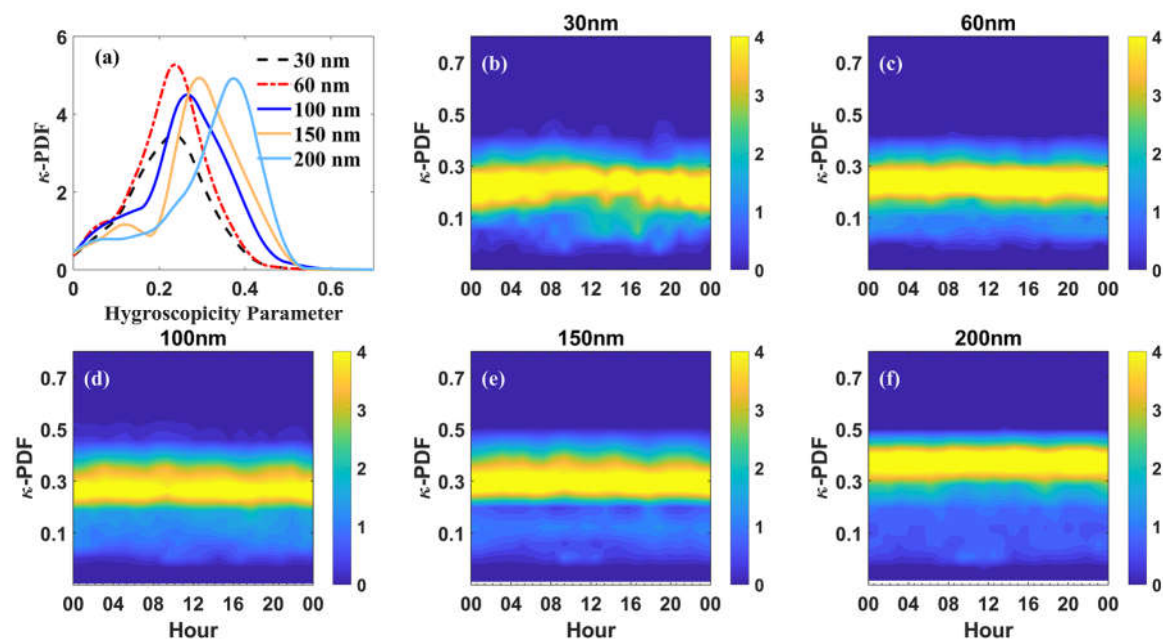 (a)
κ-PDF
6
4
2
0
30 nm
60 nm
100 nm
150 nm
200 nm
0 0.2 0.4 0.6
Hygroscopicity Parameter
30nm
(b)
κ-PDF
0.7
0.5
0.3
0.1
00 04 08 12 16 20 00
4
3
2
1
0
60nm
(c)
κ-PDF
0.7
0.5
0.3
0.1
00 04 08 12 16 20 00
4
3
2
1
0
100nm
(d)
κ-PDF
0.7
0.5
0.3
0.1
00 04 08 12 16 20 00
Hour
4
3
2
1
0
150nm
(e)
κ-PDF
0.7
0.5
0.3
0.1
00 04 08 12 16 20 00
Hour
4
3
2
1
0
200nm
(f)
κ-PDF
0.7
0.5
0.3
0.1
00 04 08 12 16 20 00
Hour
4
3
2
1
0